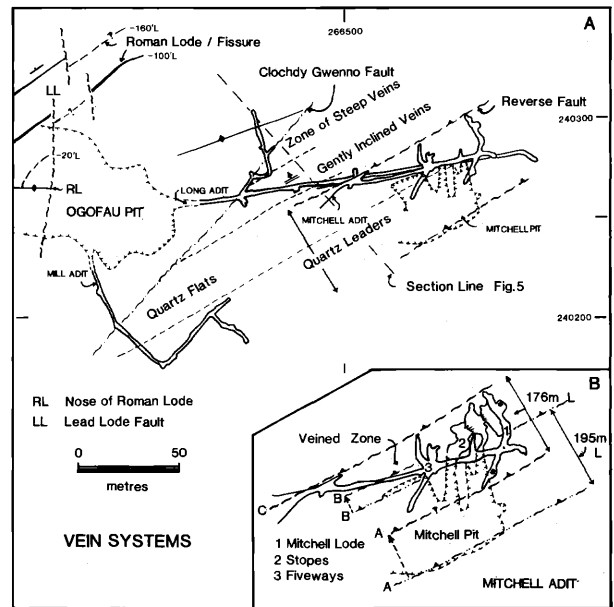 266500
A
-160'L
Roman Lode / Fissure
-100'L
LL
Clochdy Gwenno Fault
Zone of Steep Veins
Reverse Fault
Gently Inclined Veins
240300
-20'L
RL
OGOFAU PIT
LONG ADIT
MITCHELL ADIT
MITCHELL PIT
Quartz Leaders
MILL ADIT
Quartz Flats
Section Line Fig.5
240200
RL Nose of Roman Lode
LL Lead Lode Fault
0 50
metres
VEIN SYSTEMS
B
176m L
195m L
Veined Zone
1
2
3
B
B
C
A
A
Mitchell Pit
1 Mitchell Lode
2 Stopes
3 Fiveways
MITCHELL ADIT